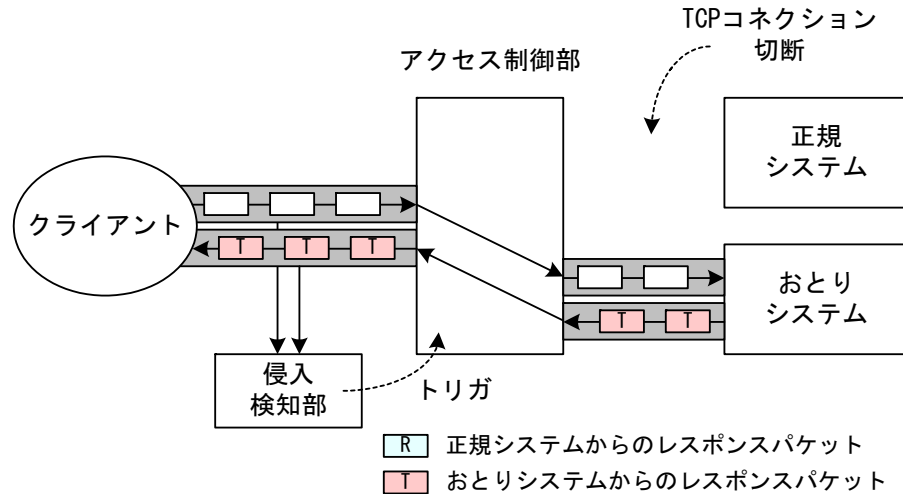 TCPコネクション
切断
アクセス制御部
正規
システム
クライアント
T T T
おとり
システム
T T
侵入
検知部
トリガ
R 正規システムからのレスポンスパケット
T おとりシステムからのレスポンスパケット